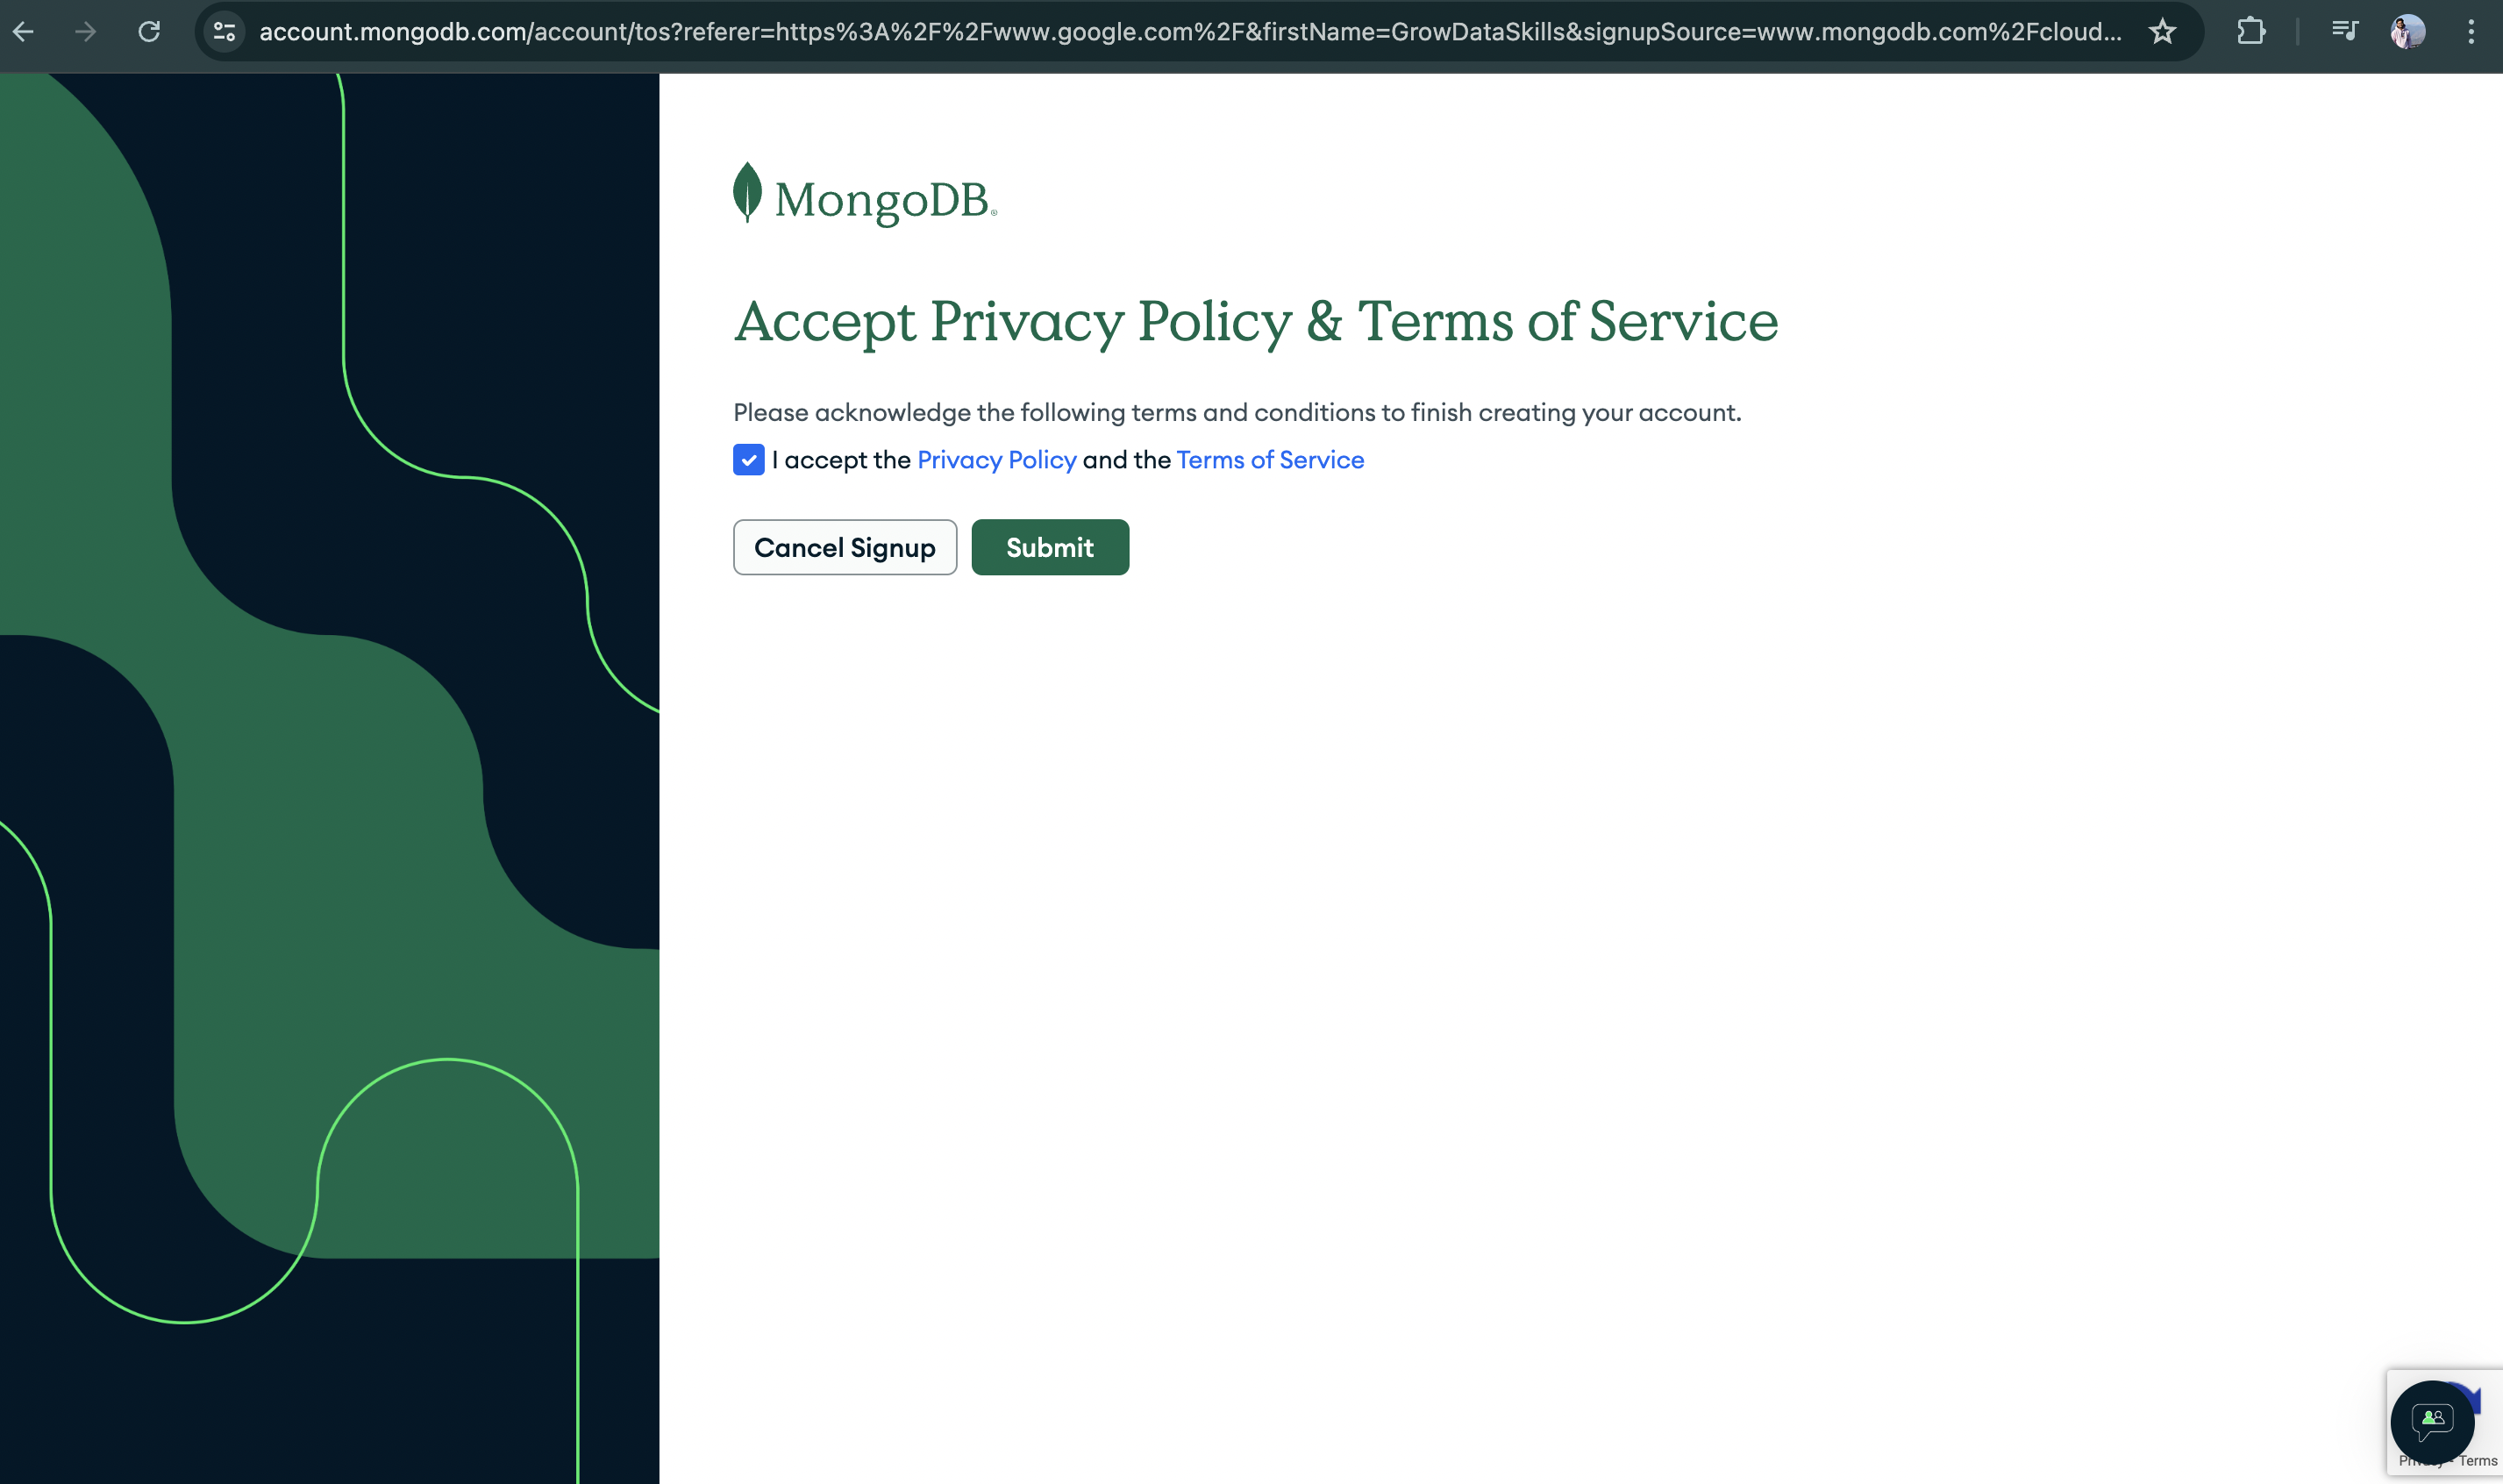 account.mongodb.com/account/tos?referer=https%3A%2F%2Fwww.google.com%2F&firstName=GrowDataSkills&signupSource=www.mongodb.com%2Fcloud...
MongoDB®
Accept Privacy Policy & Terms of Service
Please acknowledge the following terms and conditions to finish creating your account.
I accept the Privacy Policy and the Terms of Service
Cancel Signup
Submit
- Terms